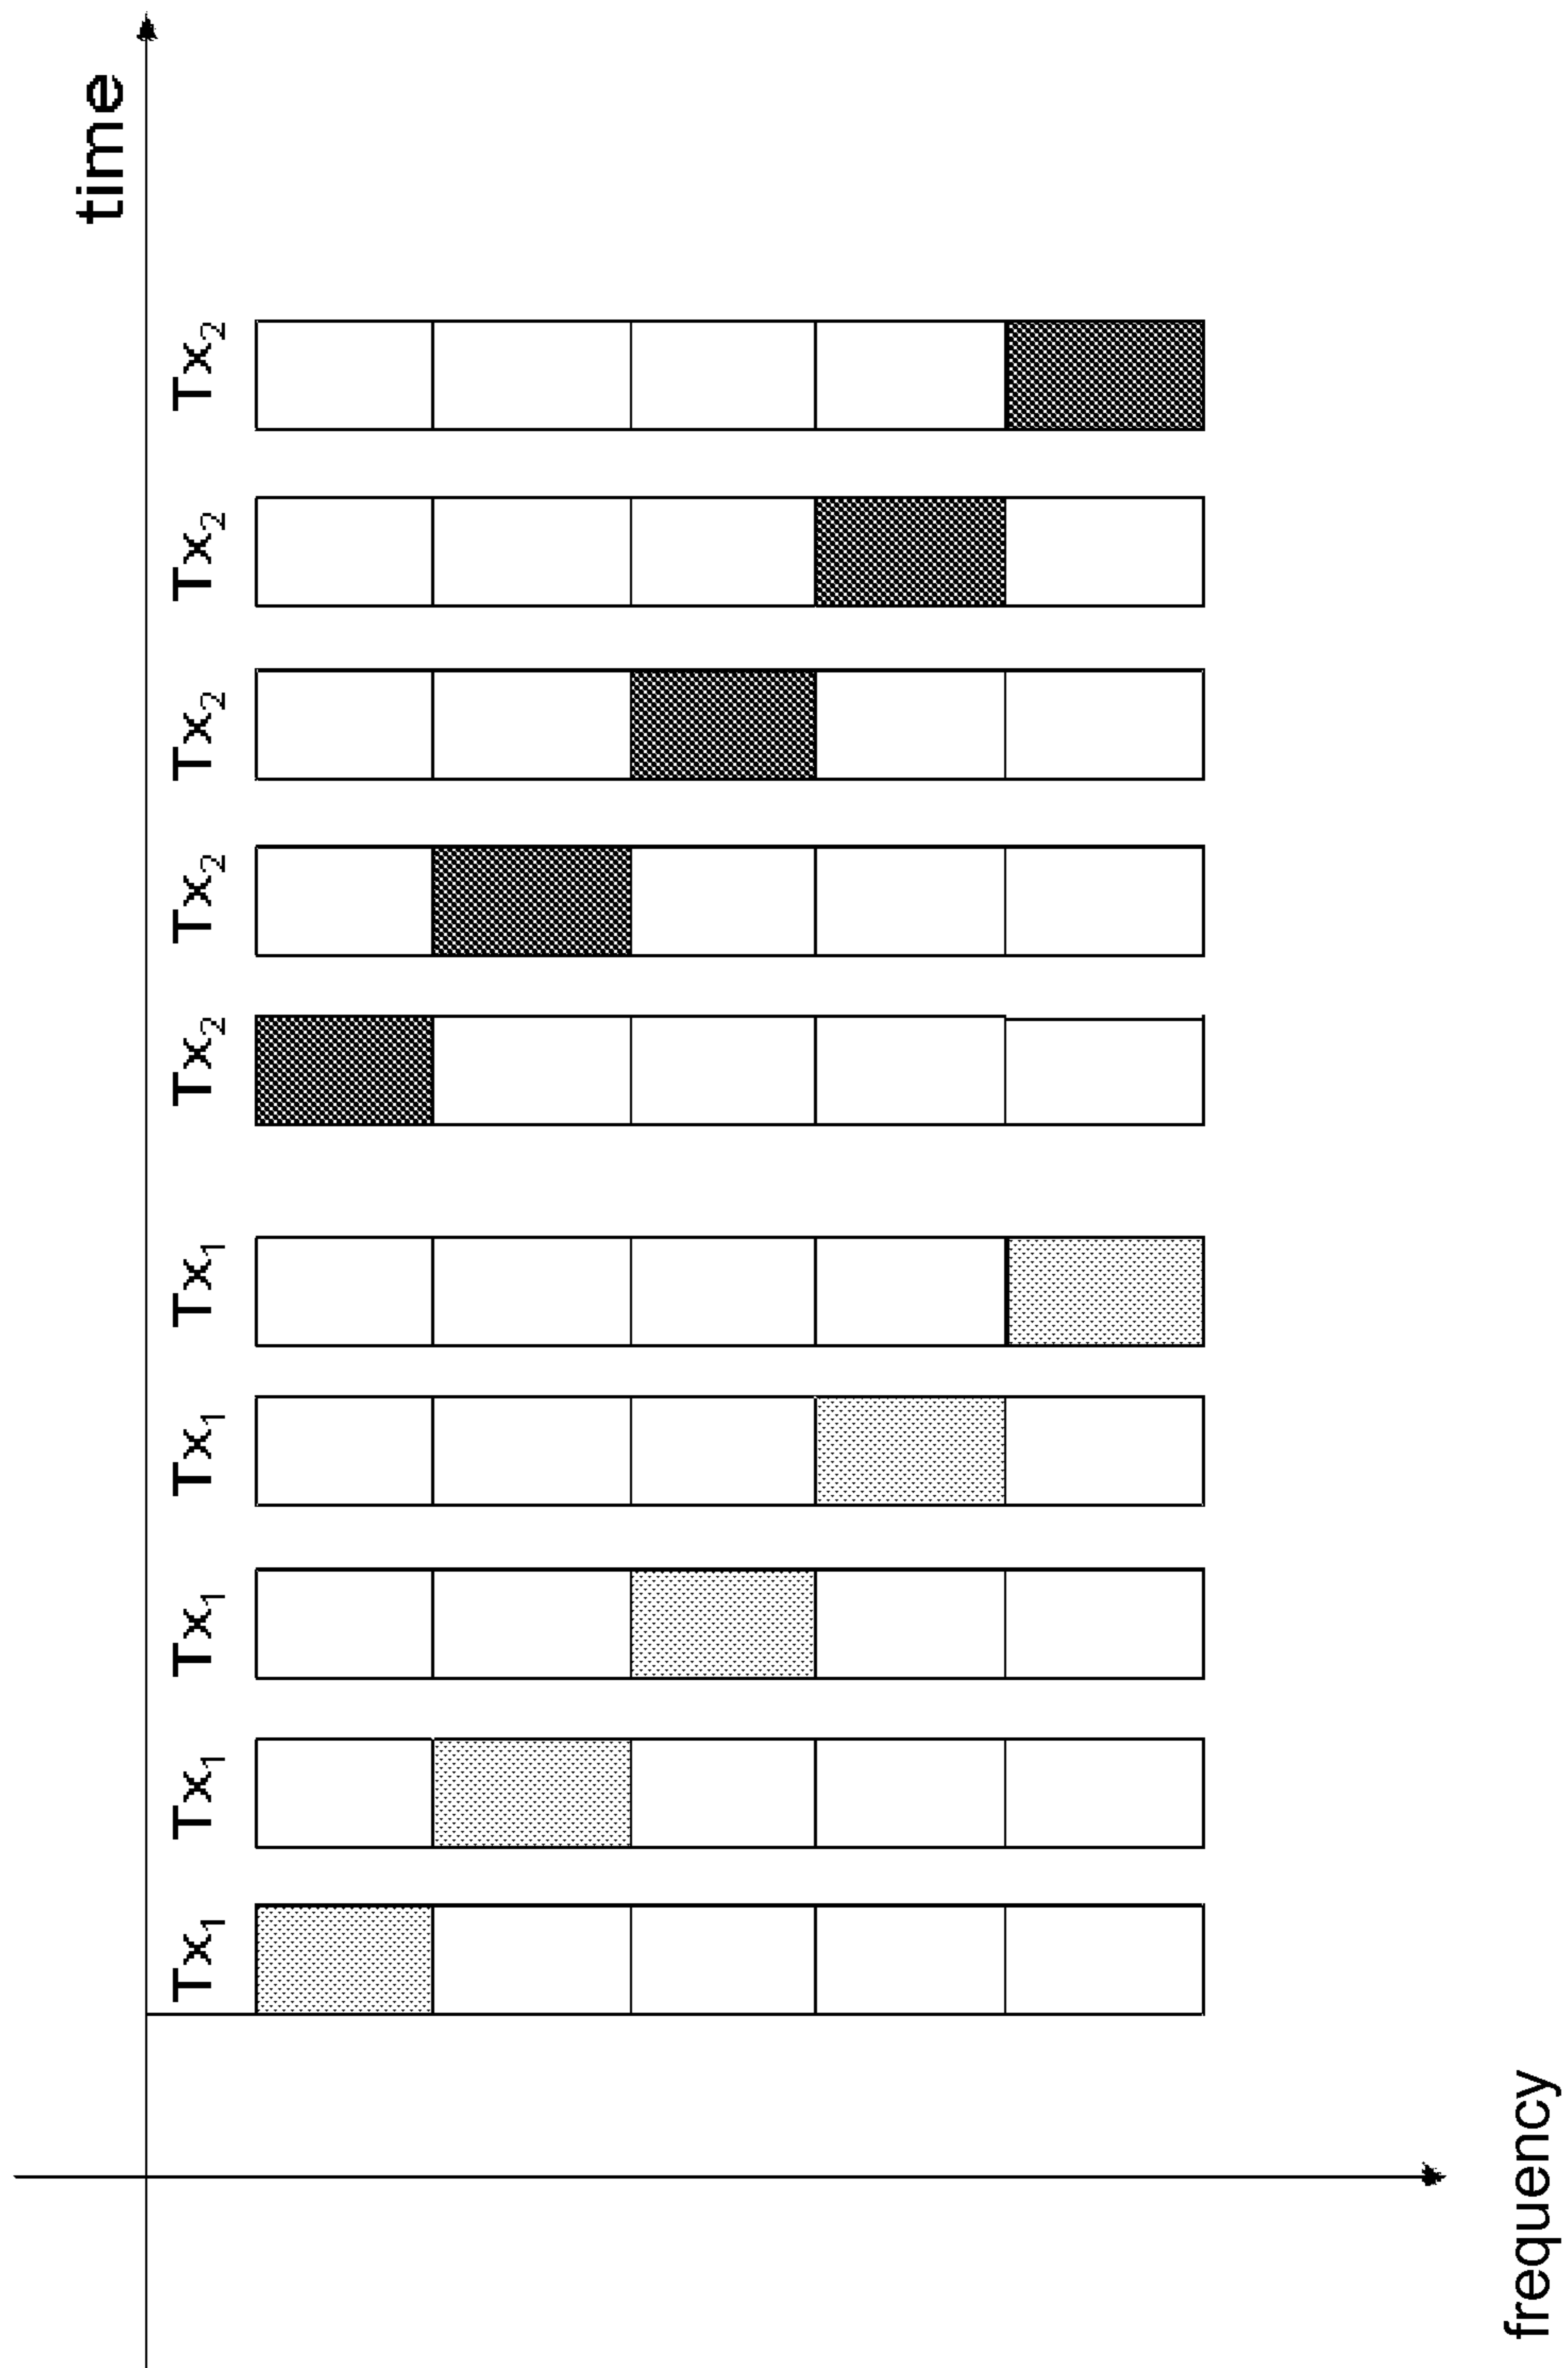 time
Tx₁
Tx₁
Tx₁
Tx₁
Tx₁
Tx₂
Tx₂
Tx₂
Tx₂
Tx₂
frequency